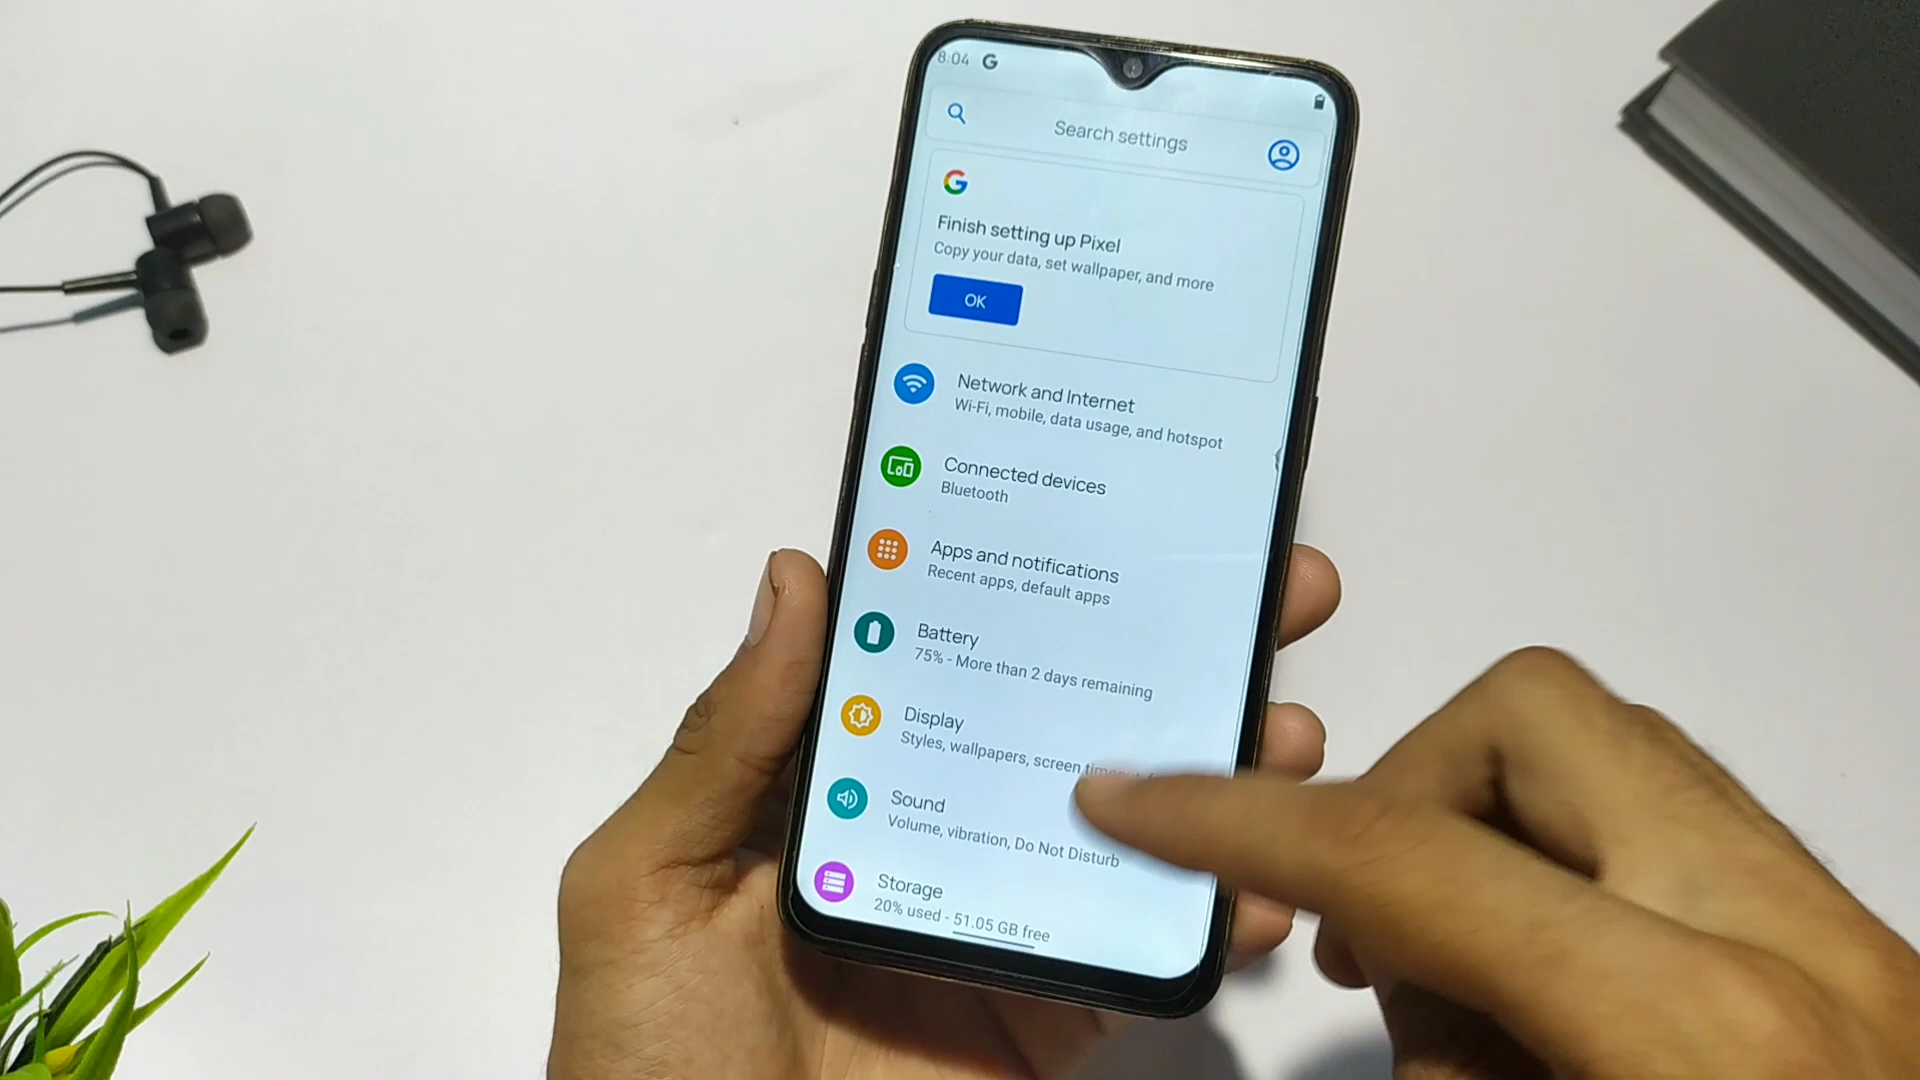 8:04 G
Search settings
G
Finish setting up Pixel
Copy your data, set wallpaper, and more
OK
Network and Internet
Wi-Fi, mobile, data usage, and hotspot
Connected devices
Bluetooth
Apps and notifications
Recent apps, default apps
Battery
75% - More than 2 days remaining
Display
Styles, wallpapers, screen
Sound
Volume, vibration, Do Not Disturb
Storage
20% used - 51.05 GB free